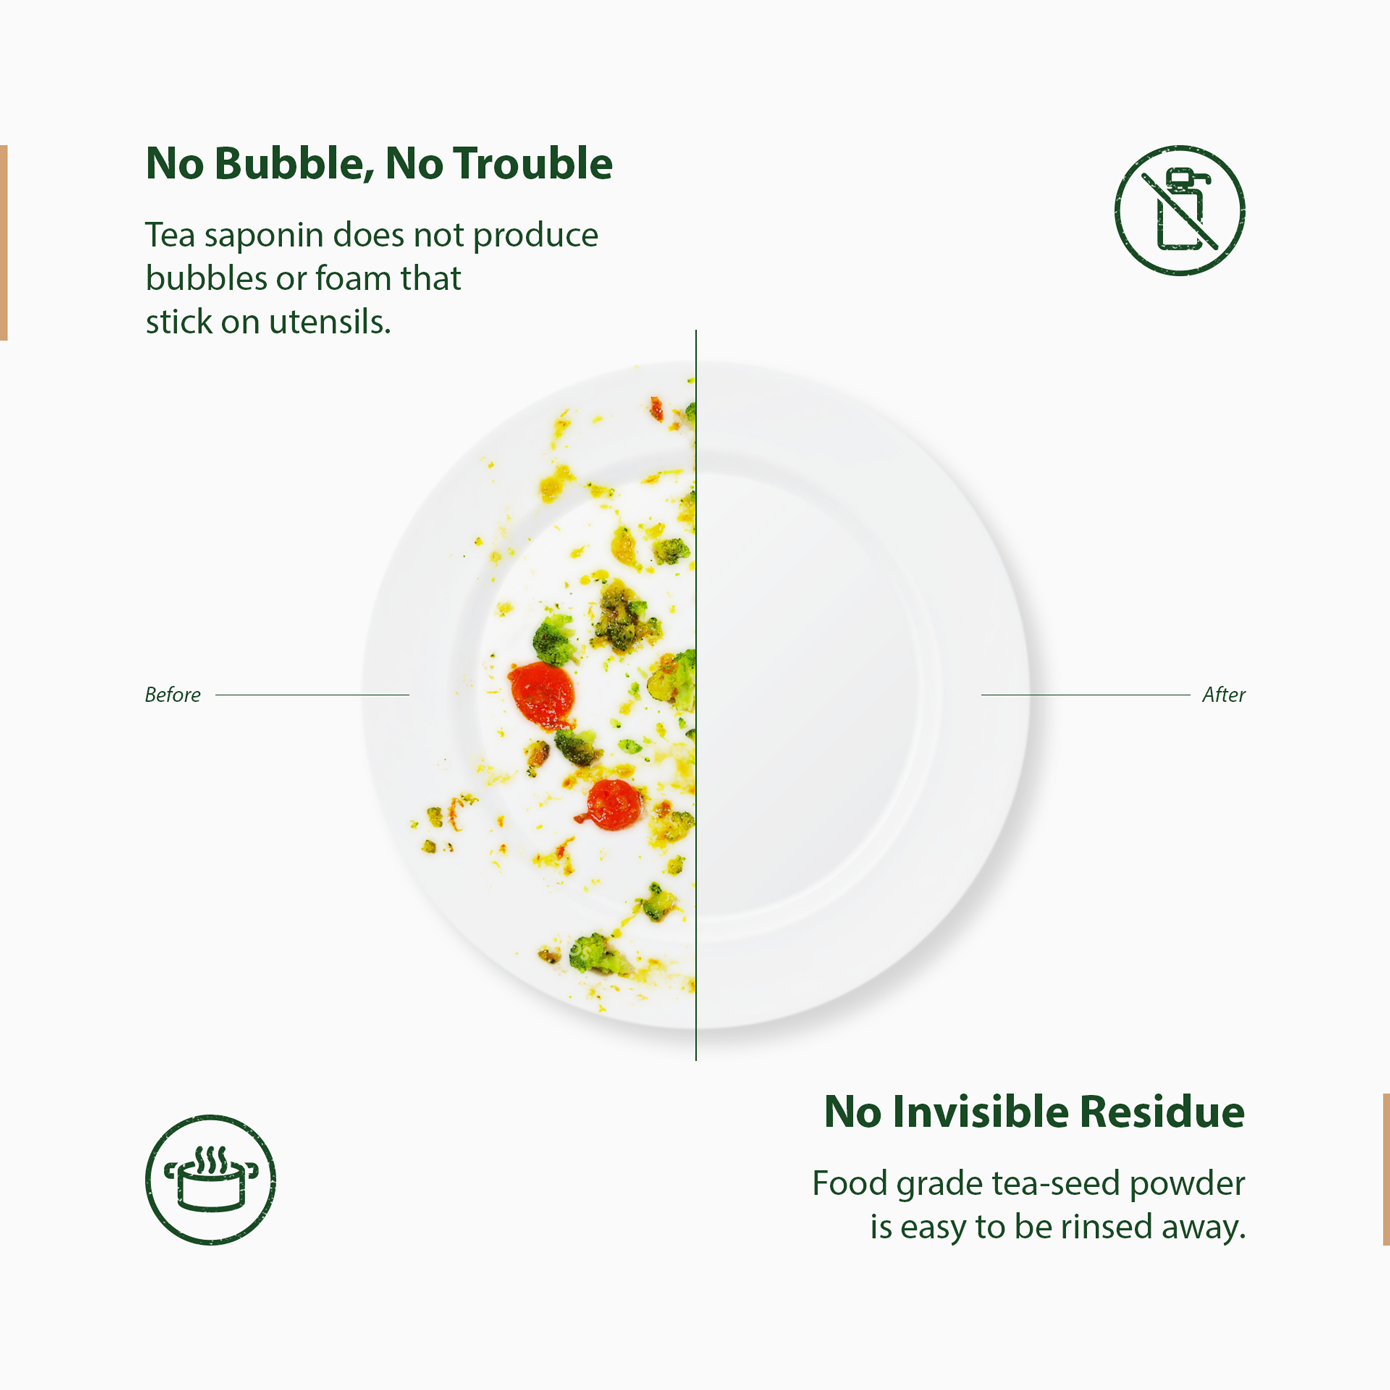 No Bubble, No Trouble
Tea saponin does not produce
bubbles or foam that
stick on utensils.
Before
After
No Invisible Residue
Food grade tea-seed powder
is easy to be rinsed away.